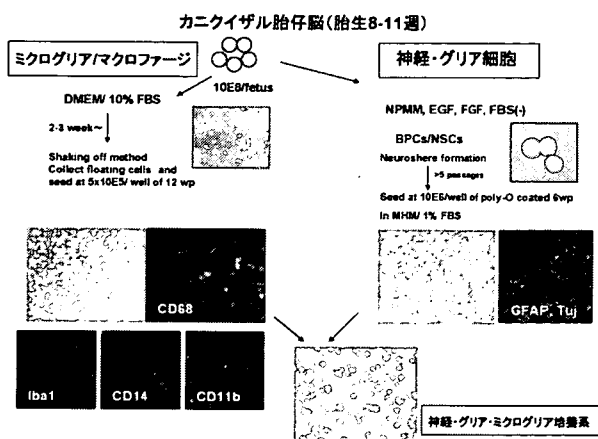 カニクイザル胎仔脳(胎生8-11週)
ミクログリア/マクロファージ
10E8/fetus
DMEM/ 10% FBS
2-3 week~
Shaking off method
Collect floating cells and
seed at 5x10E5/ well of 12 wp
CD68
Iba1
CD14
CD11b
神経・グリア細胞
NPMM, EGF, FGF, FBS(-)
BPCs/NSCs
Neuroshere formation
>5 passages
Seed at 10E6/well of poly-O coated 6wp
In MHM/ 1% FBS
GFAP, Tuj
神経・グリア・ミクログリア培養系